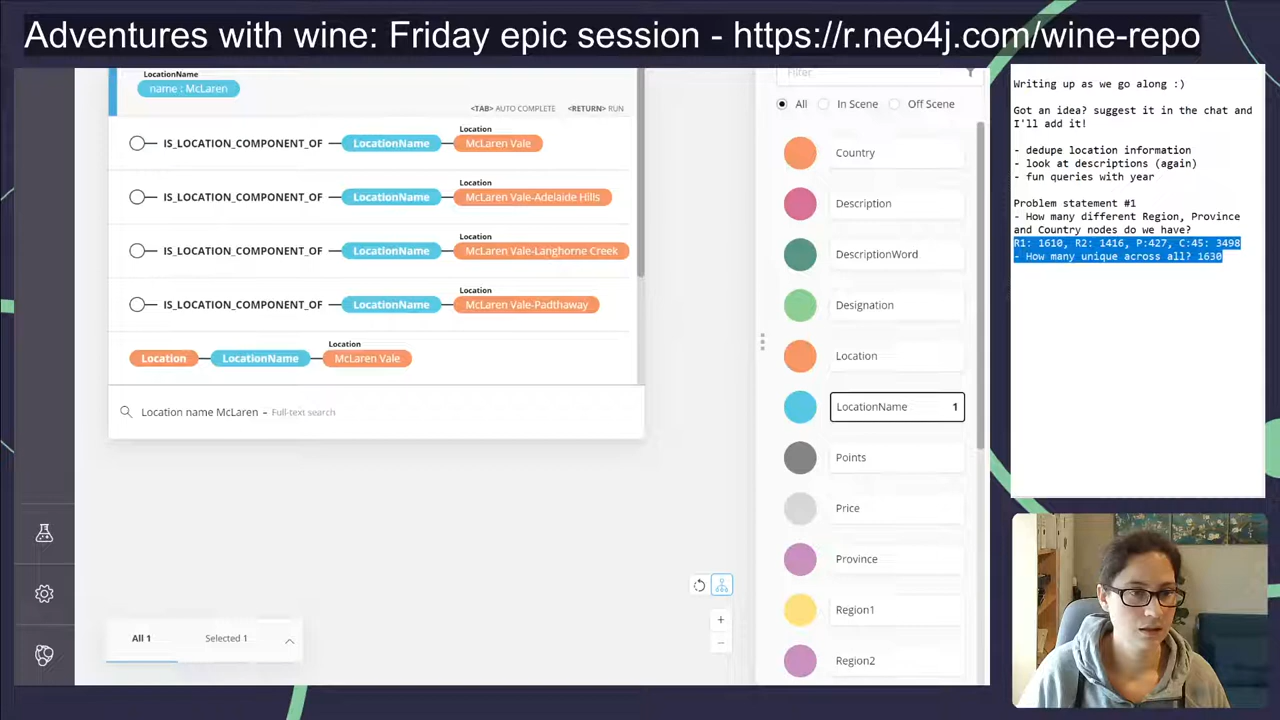 Adventures with wine: Friday epic session - https://r.neo4j.com/wine-repo
LocationName
name : McLaren
<TAB> AUTO COMPLETE <RETURN> RUN
Location
IS_LOCATION_COMPONENT_OF LocationName McLaren Vale
Location
IS_LOCATION_COMPONENT_OF LocationName McLaren Vale-Adelaide Hills
Location
IS_LOCATION_COMPONENT_OF LocationName McLaren Vale-Langhorne Creek
Location
IS_LOCATION_COMPONENT_OF LocationName McLaren Vale-Padthaway
Location
Location LocationName McLaren Vale
Location name McLaren - Full-text search
All 1 Selected 1
Filter
All In Scene Off Scene
Country
Description
DescriptionWord
Designation
Location
LocationName 1
Points
Price
Province
Region1
Region2
Writing up as we go along :)
Got an idea? suggest it in the chat and
I'll add it!
- dedupe location information
- look at descriptions (again)
- fun queries with year
Problem statement #1
- How many different Region, Province
and Country nodes do we have?
R1: 1610, R2: 1416, P:427, C:45: 3498
- How many unique across all? 1630